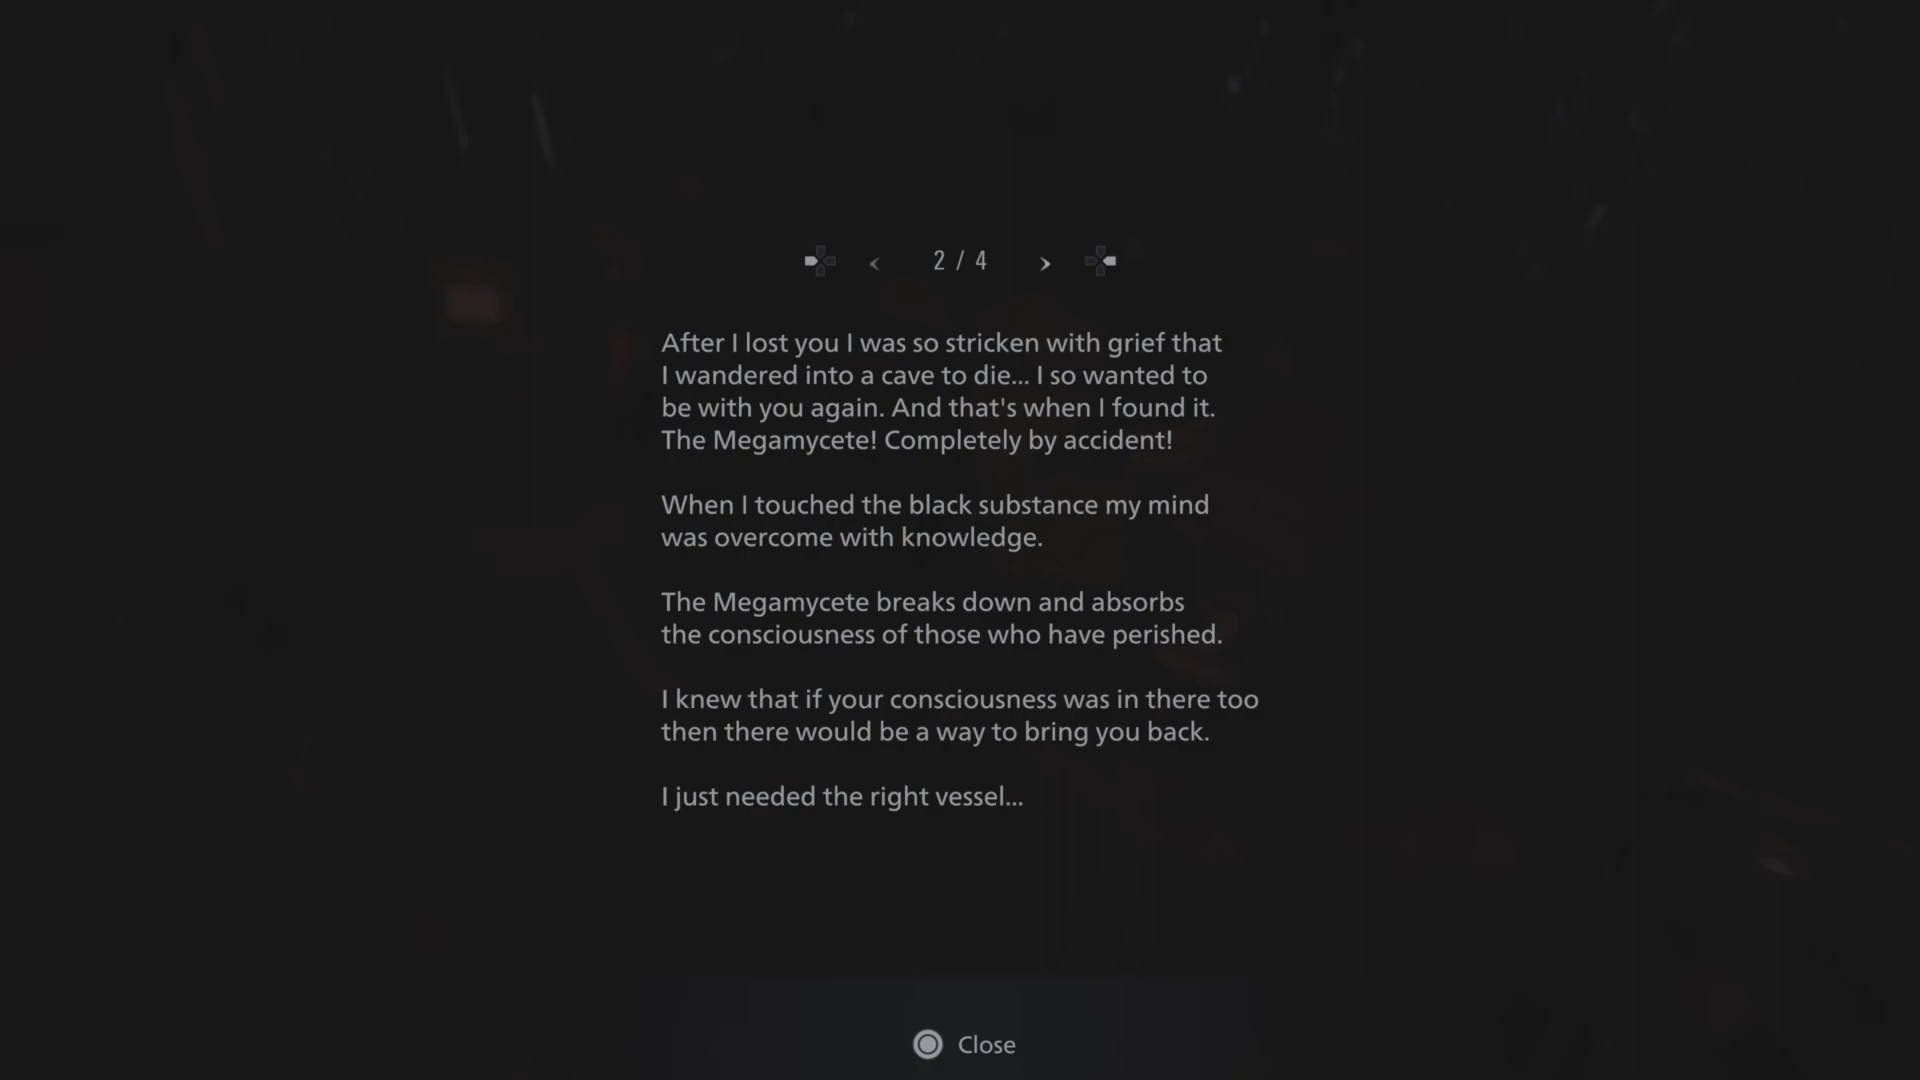 2 / 4
After I lost you I was so stricken with grief that
I wandered into a cave to die... I so wanted to
be with you again. And that's when I found it.
The Megamycete! Completely by accident!
When I touched the black substance my mind
was overcome with knowledge.
The Megamycete breaks down and absorbs
the consciousness of those who have perished.
I knew that if your consciousness was in there too
then there would be a way to bring you back.
I just needed the right vessel...
Close